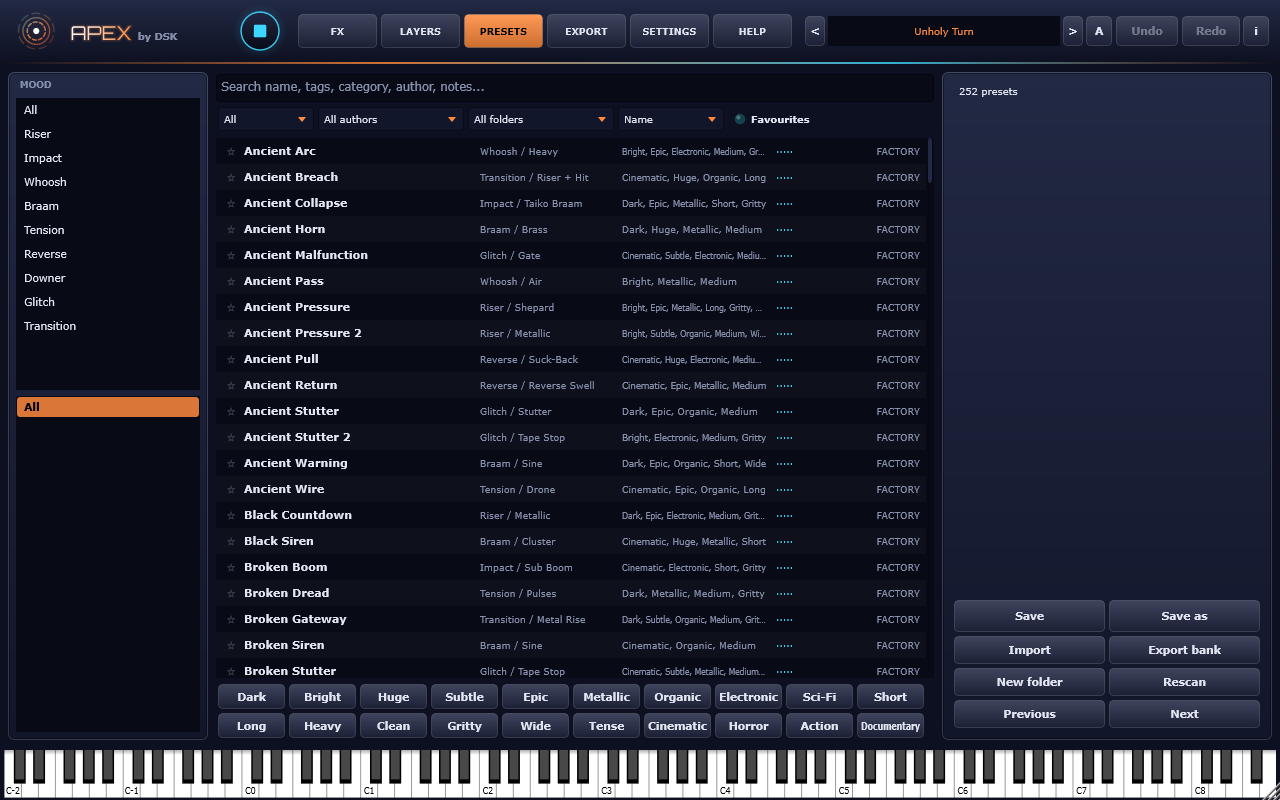 APEX by DSK
FX
LAYERS
PRESETS
EXPORT
SETTINGS
HELP
<
Unholy Turn
>
A
Undo
Redo
i
MOOD
All
Riser
Impact
Whoosh
Braam
Tension
Reverse
Downer
Glitch
Transition
All
Search name, tags, category, author, notes...
All
All authors
All folders
Name
Favourites
Ancient Arc Whoosh / Heavy Bright, Epic, Electronic, Medium, Gr... FACTORY
Ancient Breach Transition / Riser + Hit Cinematic, Huge, Organic, Long FACTORY
Ancient Collapse Impact / Taiko Braam Dark, Epic, Metallic, Short, Gritty FACTORY
Ancient Horn Braam / Brass Dark, Huge, Metallic, Medium FACTORY
Ancient Malfunction Glitch / Gate Cinematic, Subtle, Electronic, Mediu... FACTORY
Ancient Pass Whoosh / Air Bright, Metallic, Medium FACTORY
Ancient Pressure Riser / Shepard Bright, Epic, Metallic, Long, Gritty, ... FACTORY
Ancient Pressure 2 Riser / Metallic Bright, Subtle, Organic, Medium, Wi... FACTORY
Ancient Pull Reverse / Suck-Back Cinematic, Huge, Electronic, Mediu... FACTORY
Ancient Return Reverse / Reverse Swell Cinematic, Epic, Metallic, Medium FACTORY
Ancient Stutter Glitch / Stutter Dark, Epic, Organic, Medium FACTORY
Ancient Stutter 2 Glitch / Tape Stop Bright, Electronic, Medium, Gritty FACTORY
Ancient Warning Braam / Sine Dark, Epic, Organic, Short, Wide FACTORY
Ancient Wire Tension / Drone Cinematic, Epic, Organic, Long FACTORY
Black Countdown Riser / Metallic Dark, Epic, Electronic, Medium, Grit... FACTORY
Black Siren Braam / Cluster Cinematic, Huge, Metallic, Short FACTORY
Broken Boom Impact / Sub Boom Cinematic, Electronic, Short, Gritty FACTORY
Broken Dread Tension / Pulses Dark, Metallic, Medium, Gritty FACTORY
Broken Gateway Transition / Metal Rise Dark, Subtle, Organic, Medium, Grit... FACTORY
Broken Siren Braam / Sine Cinematic, Organic, Medium FACTORY
Broken Stutter Glitch / Tape Stop Cinematic, Subtle, Metallic, Medium... FACTORY
Dark Bright Huge Subtle Epic Metallic Organic Electronic Sci-Fi Short
Long Heavy Clean Gritty Wide Tense Cinematic Horror Action Documentary
252 presets
Save Save as
Import Export bank
New folder Rescan
Previous Next
C-2 C-1 C0 C1 C2 C3 C4 C5 C6 C7 C8